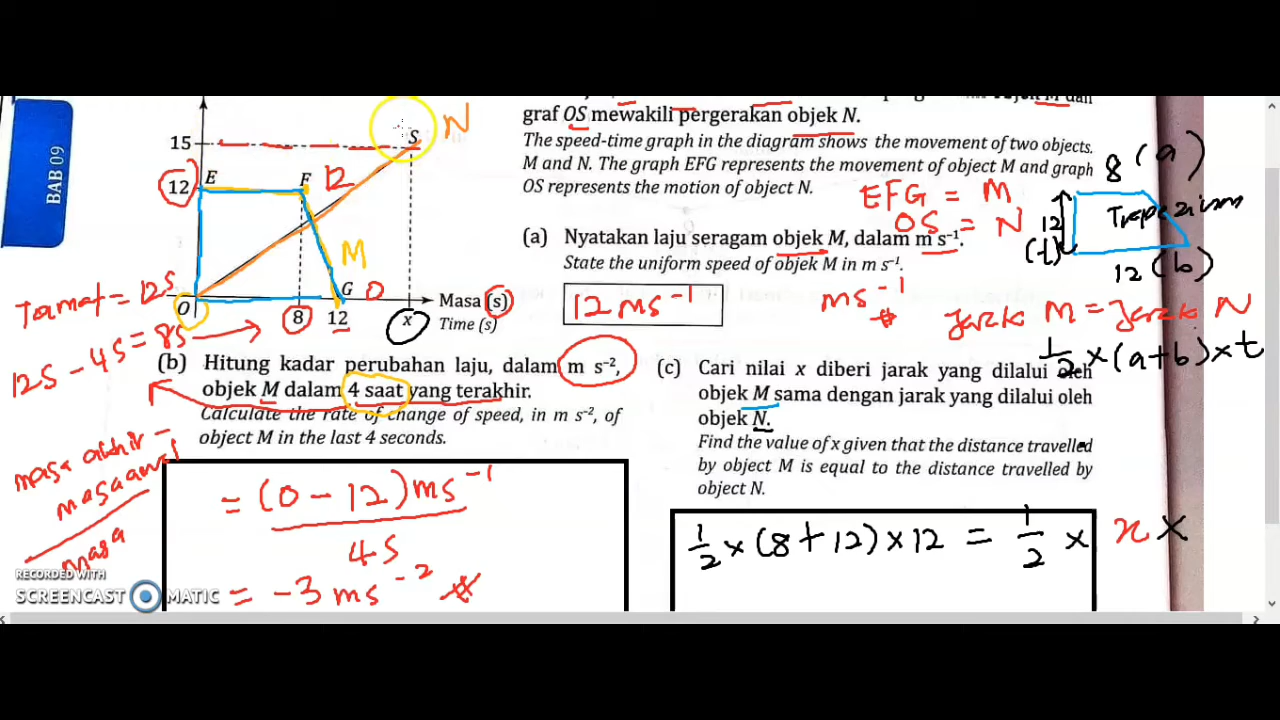 BAB 09
15
12
E
F
12
S
N
M
O
8
12
G
0
x
Masa (s)
Time (s)
Tamat = 12s
12s - 4s = 8s
graf OS mewakili pergerakan objek N.
The speed-time graph in the diagram shows the movement of two objects,
M and N. The graph EFG represents the movement of object M and graph
OS represents the motion of object N.
EFG = M
OS = N
(a) Nyatakan laju seragam objek M, dalam m s⁻¹.
State the uniform speed of objek M in m s⁻¹.
12 ms⁻¹
ms⁻¹
8 (a)
12
(t)
Trapezium
12 (b)
Jarak M = Jarak N
1/2 × (a+b) × t
(b) Hitung kadar perubahan laju, dalam m s⁻²,
objek M dalam 4 saat yang terakhir.
Calculate the rate of change of speed, in m s⁻², of
object M in the last 4 seconds.
masa akhir -
masa awal
masa
= (0 - 12) ms⁻¹
4s
= -3 ms⁻²
(c) Cari nilai x diberi jarak yang dilalui oleh
objek M sama dengan jarak yang dilalui oleh
objek N.
Find the value of x given that the distance travelled
by object M is equal to the distance travelled by
object N.
1/2 × (8+12) × 12 = 1/2 × x ×
RECORDED WITH
SCREENCAST MATIC